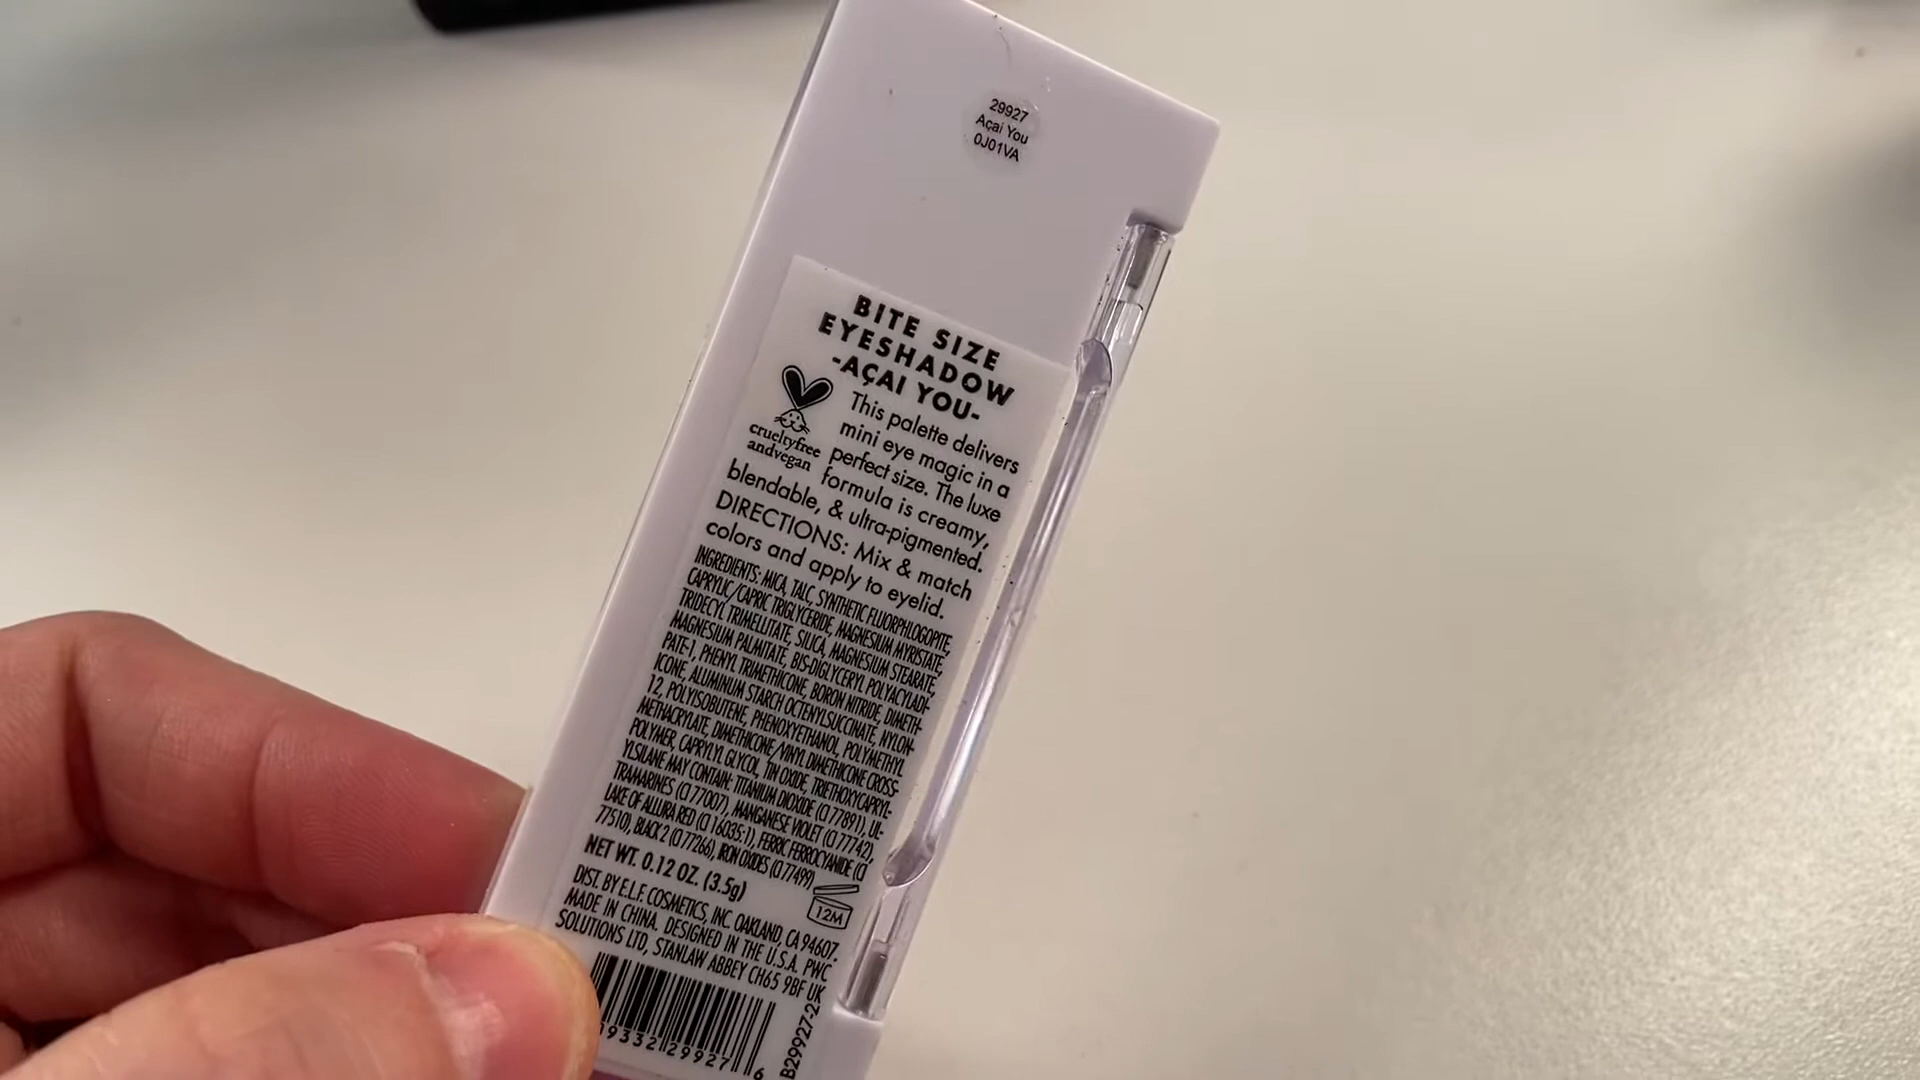 29927
Açai You
0J01VA
BITE SIZE
EYESHADOW
-AÇAI YOU-
crueltyfree
andvegan
This palette delivers
mini eye magic in a
perfect size. The luxe
formula is creamy,
blendable, & ultra-pigmented.
DIRECTIONS: Mix & match
colors and apply to eyelid.
INGREDIENTS: MICA, TALC, SYNTHETIC FLUORPHLOGOPITE,
CAPRYLIC/CAPRIC TRIGLYCERIDE, MAGNESIUM MYRISTATE,
TRIDECYL TRIMELLITATE, SILICA, MAGNESIUM STEARATE,
MAGNESIUM PALMITATE, BIS-DIGLYCERYL POLYACYLADI-
PATE-1, PHENYL TRIMETHICONE, BORON NITRIDE, DIMETH-
ICONE, ALUMINUM STARCH OCTENYLSUCCINATE, NYLON-
12, POLYISOBUTENE, PHENOXYETHANOL, POLYMETHYL
METHACRYLATE, DIMETHICONE/VINYL DIMETHICONE CROSS-
POLYMER, CAPRYLYL GLYCOL, TIN OXIDE, TRIETHOXYCAPRYL-
YLSILANE MAY CONTAIN: TITANIUM DIOXIDE (CI 77891), UL-
TRAMARINES (CI 77007), MANGANESE VIOLET (CI 77742),
LAKE OF ALLURA RED (CI 16035:1), FERRIC FERROCYANIDE (CI
77510), BLACK 2 (CI 77266), IRON OXIDES (CI 77499)
NET WT. 0.12 OZ. (3.5g)
12M
DIST. BY E.L.F. COSMETICS, INC. OAKLAND, CA 94607.
MADE IN CHINA. DESIGNED IN THE U.S.A. PWC
SOLUTIONS LTD, STANLAW ABBEY CH65 9BF UK
19332 29927 6
B29927-2